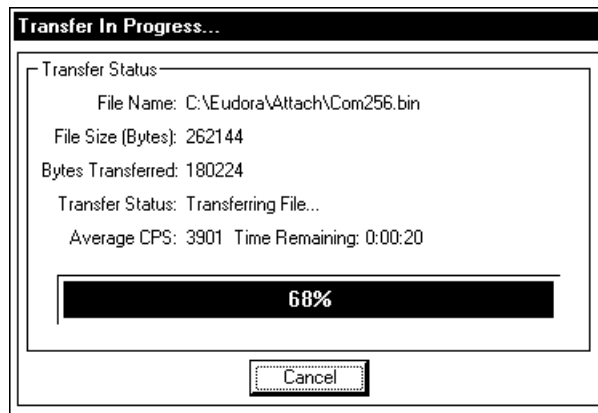 Transfer In Progress...
Transfer Status
File Name: C:\Eudora\Attach\Com256.bin
File Size (Bytes): 262144
Bytes Transferred: 180224
Transfer Status: Transferring File...
Average CPS: 3901 Time Remaining: 0:00:20
68%
Cancel